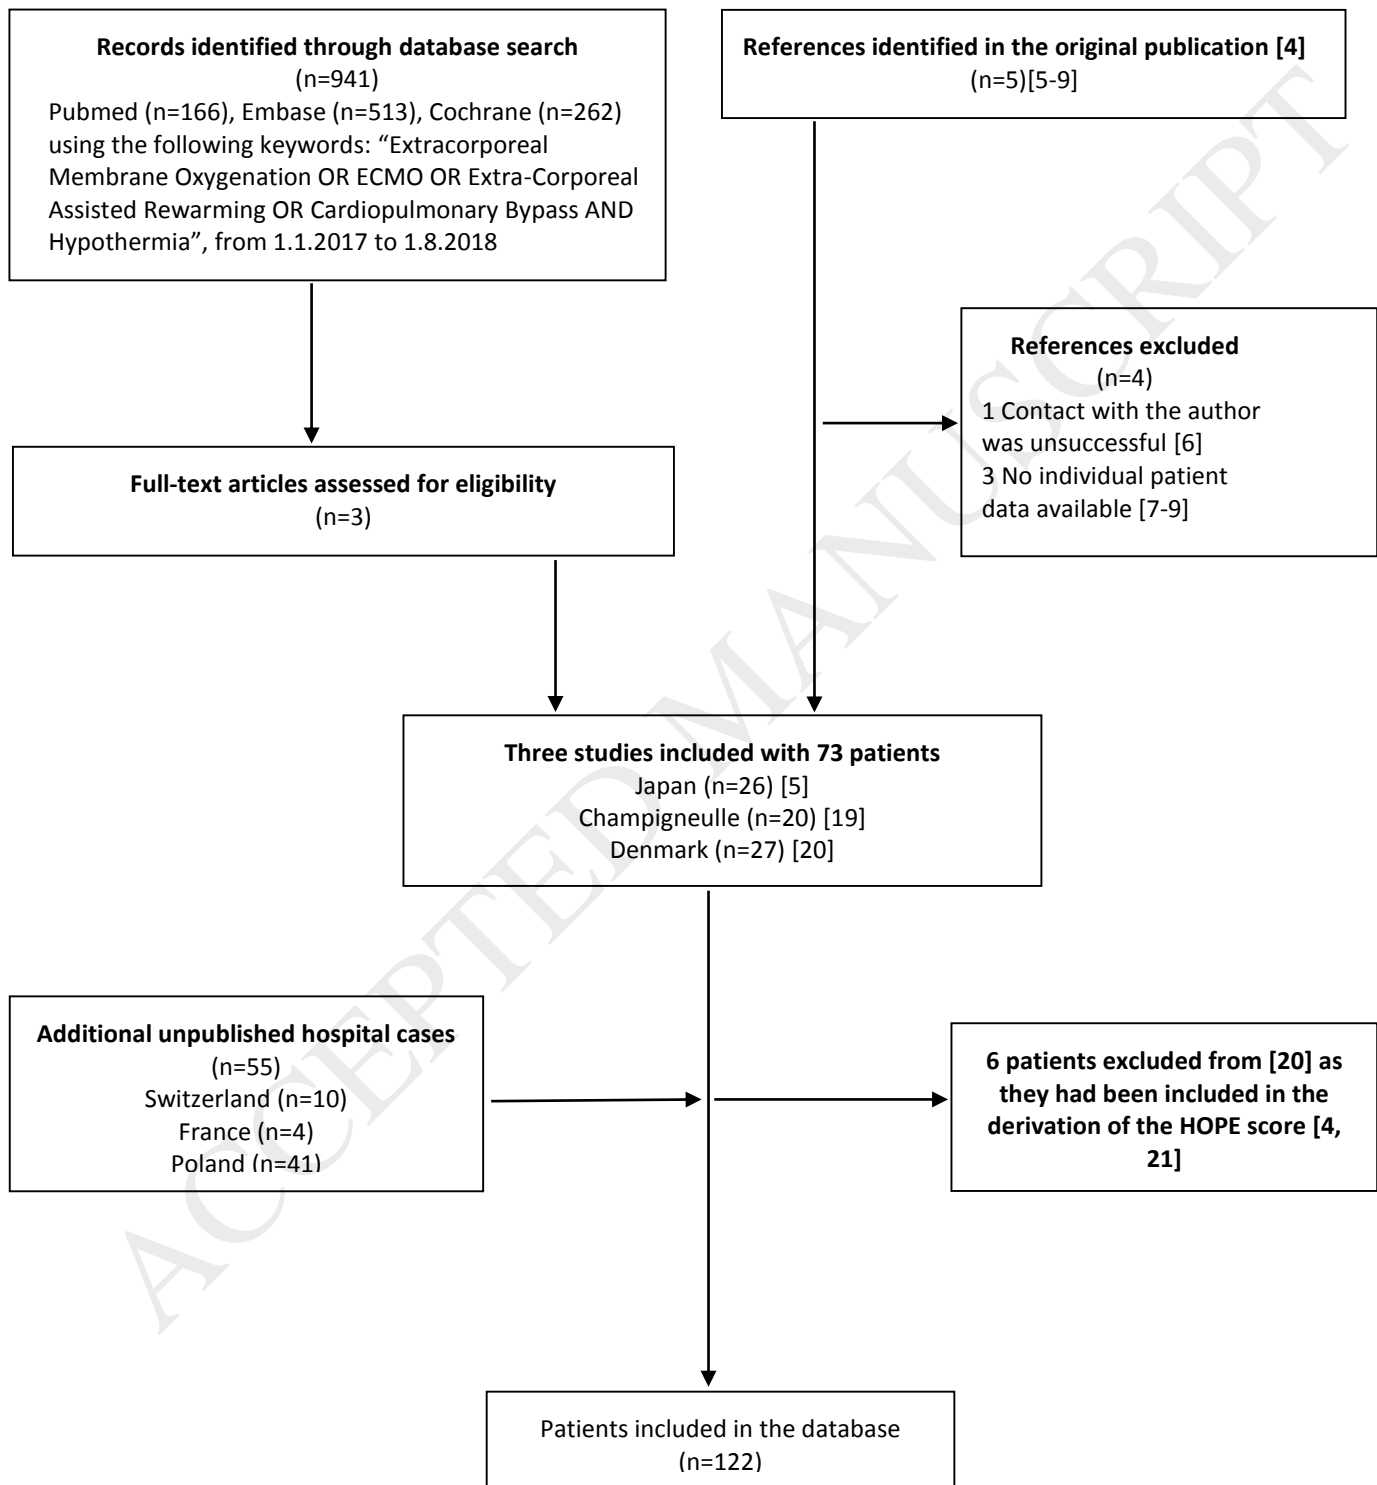 Records identified through database search
(n=941)
Pubmed (n=166), Embase (n=513), Cochrane (n=262)
using the following keywords: “Extracorporeal
Membrane Oxygenation OR ECMO OR Extra-Corporeal
Assisted Rewarming OR Cardiopulmonary Bypass AND
Hypothermia”, from 1.1.2017 to 1.8.2018
References identified in the original publication [4]
(n=5)[5-9]
References excluded
(n=4)
1 Contact with the author
was unsuccessful [6]
3 No individual patient
data available [7-9]
Full-text articles assessed for eligibility
(n=3)
Three studies included with 73 patients
Japan (n=26) [5]
Champigneulle (n=20) [19]
Denmark (n=27) [20]
Additional unpublished hospital cases
(n=55)
Switzerland (n=10)
France (n=4)
Poland (n=41)
6 patients excluded from [20] as
they had been included in the
derivation of the HOPE score [4,
21]
Patients included in the database
(n=122)
ACCEPTED MANUSCRIPT